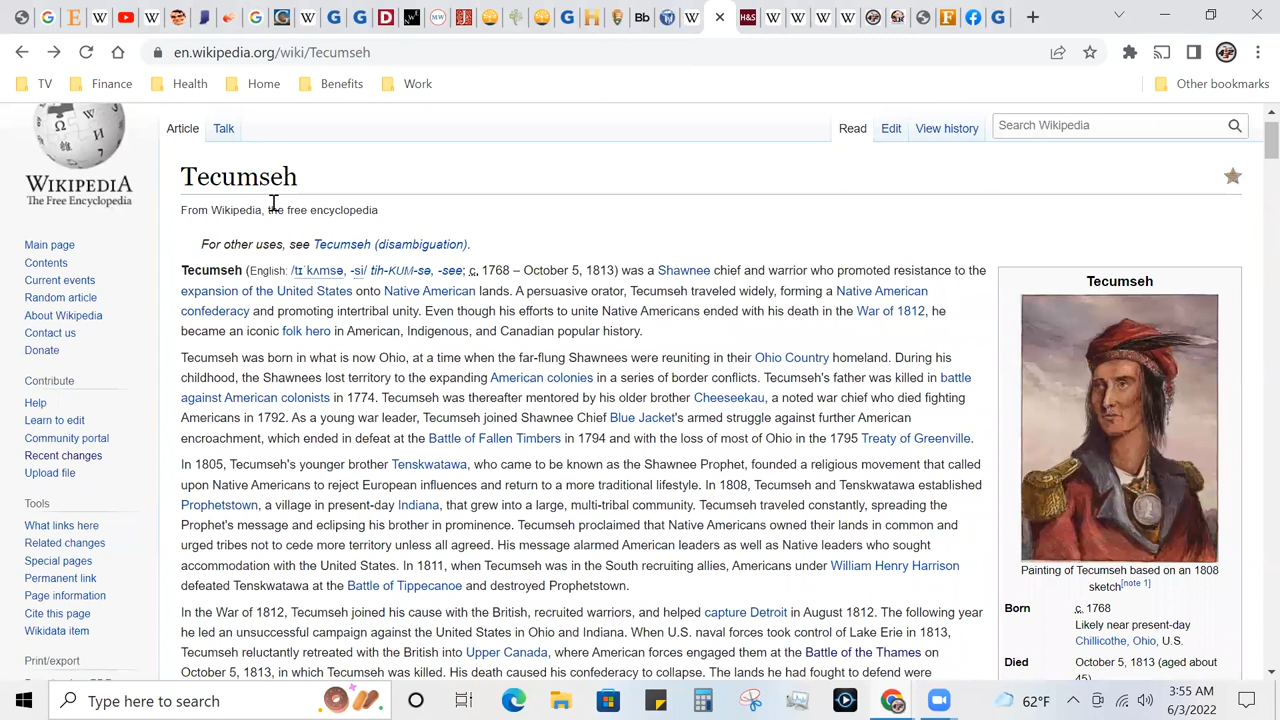 en.wikipedia.org/wiki/Tecumseh
TV Finance Health Home Benefits Work Other bookmarks
WIKIPEDIA
The Free Encyclopedia
Main page
Contents
Current events
Random article
About Wikipedia
Contact us
Donate
Contribute
Help
Learn to edit
Community portal
Recent changes
Upload file
Tools
What links here
Related changes
Special pages
Permanent link
Page information
Cite this page
Wikidata item
Print/export
Article Talk Read Edit View history Search Wikipedia
Tecumseh
From Wikipedia, the free encyclopedia
For other uses, see Tecumseh (disambiguation).
Tecumseh (English: /tɪˈkʌmsə, -si/ tih-KUM-sə, -see; c. 1768 – October 5, 1813) was a Shawnee chief and warrior who promoted resistance to the
expansion of the United States onto Native American lands. A persuasive orator, Tecumseh traveled widely, forming a Native American
confederacy and promoting intertribal unity. Even though his efforts to unite Native Americans ended with his death in the War of 1812, he
became an iconic folk hero in American, Indigenous, and Canadian popular history.
Tecumseh was born in what is now Ohio, at a time when the far-flung Shawnees were reuniting in their Ohio Country homeland. During his
childhood, the Shawnees lost territory to the expanding American colonies in a series of border conflicts. Tecumseh's father was killed in battle
against American colonists in 1774. Tecumseh was thereafter mentored by his older brother Cheeseekau, a noted war chief who died fighting
Americans in 1792. As a young war leader, Tecumseh joined Shawnee Chief Blue Jacket's armed struggle against further American
encroachment, which ended in defeat at the Battle of Fallen Timbers in 1794 and with the loss of most of Ohio in the 1795 Treaty of Greenville.
In 1805, Tecumseh's younger brother Tenskwatawa, who came to be known as the Shawnee Prophet, founded a religious movement that called
upon Native Americans to reject European influences and return to a more traditional lifestyle. In 1808, Tecumseh and Tenskwatawa established
Prophetstown, a village in present-day Indiana, that grew into a large, multi-tribal community. Tecumseh traveled constantly, spreading the
Prophet's message and eclipsing his brother in prominence. Tecumseh proclaimed that Native Americans owned their lands in common and
urged tribes not to cede more territory unless all agreed. His message alarmed American leaders as well as Native leaders who sought
accommodation with the United States. In 1811, when Tecumseh was in the South recruiting allies, Americans under William Henry Harrison
defeated Tenskwatawa at the Battle of Tippecanoe and destroyed Prophetstown.
In the War of 1812, Tecumseh joined his cause with the British, recruited warriors, and helped capture Detroit in August 1812. The following year
he led an unsuccessful campaign against the United States in Ohio and Indiana. When U.S. naval forces took control of Lake Erie in 1813,
Tecumseh reluctantly retreated with the British into Upper Canada, where American forces engaged them at the Battle of the Thames on
October 5, 1813, in which Tecumseh was killed. His death caused his confederacy to collapse. The lands he had fought to defend were
Tecumseh
Painting of Tecumseh based on an 1808
sketch[note 1]
Born c. 1768
Likely near present-day
Chillicothe, Ohio, U.S.
Died October 5, 1813 (aged about
45)
Type here to search
62°F
3:55 AM
6/3/2022